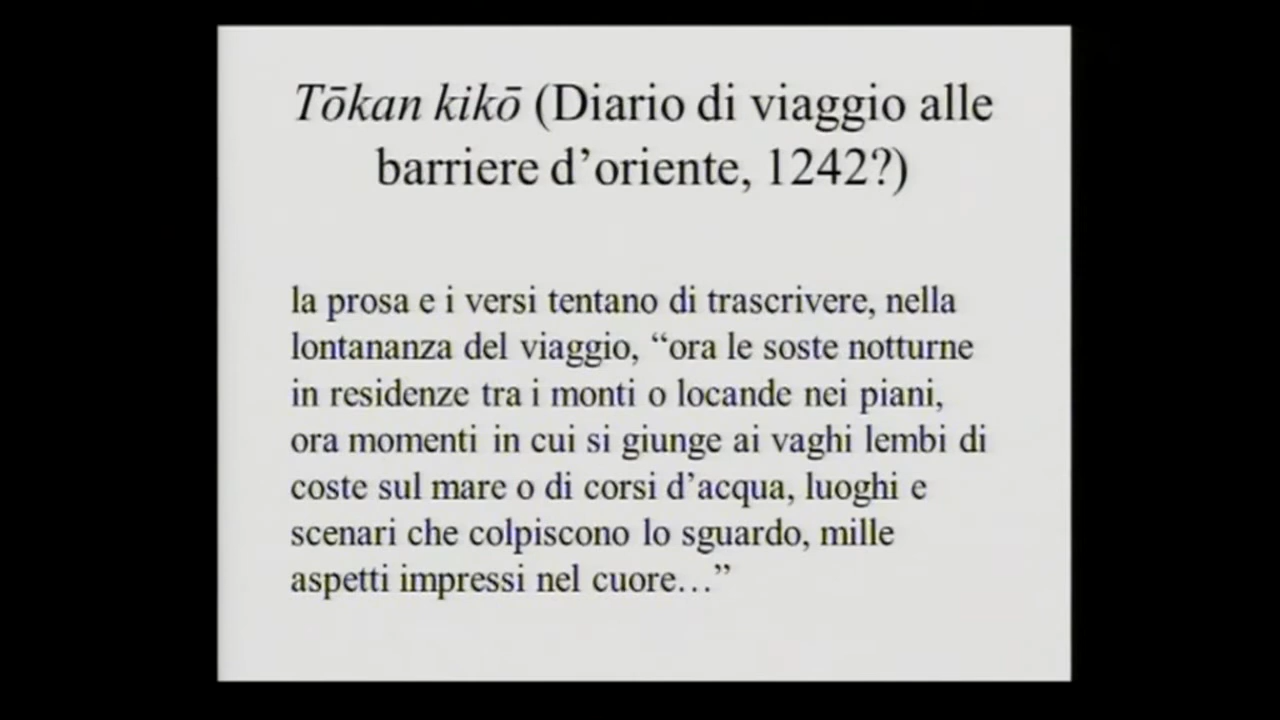 Tōkan kikō (Diario di viaggio alle
barriere d’oriente, 1242?)
la prosa e i versi tentano di trascrivere, nella
lontananza del viaggio, “ora le soste notturne
in residenze tra i monti o locande nei piani,
ora momenti in cui si giunge ai vaghi lembi di
coste sul mare o di corsi d’acqua, luoghi e
scenari che colpiscono lo sguardo, mille
aspetti impressi nel cuore…”